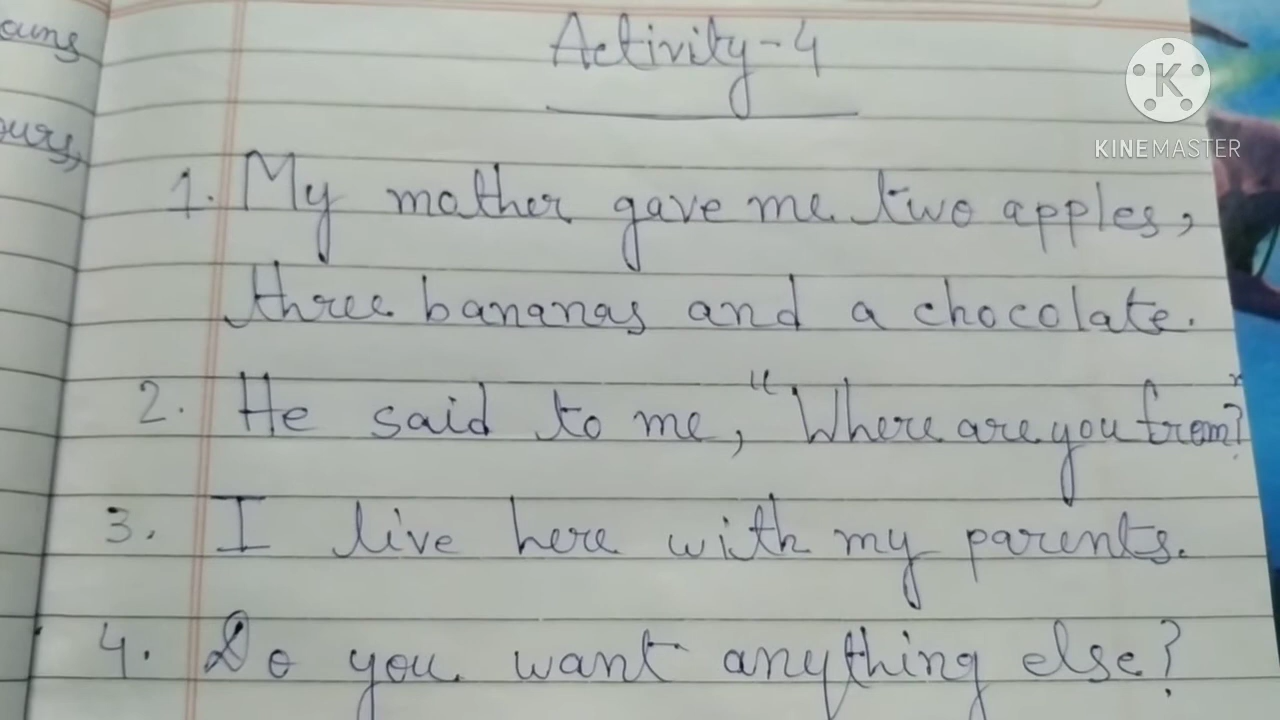 Activity-4
1. My mother gave me two apples,
three bananas and a chocolate.
2. He said to me, "Where are you from?"
3. I live here with my parents.
4. Do you want anything else?
KINEMASTER